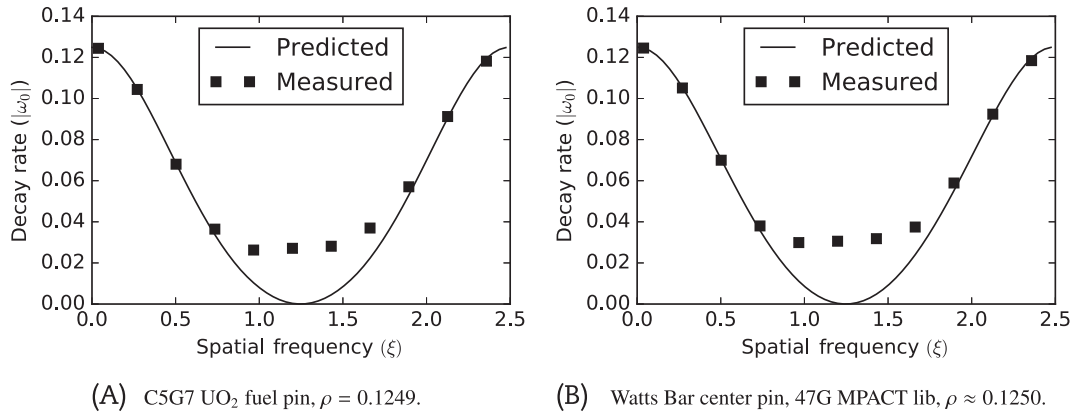 0.14
0.12
0.10
0.08
0.06
0.04
0.02
0.00
Decay rate (|ω₀|)
Predicted
Measured
0.0 0.5 1.0 1.5 2.0 2.5
Spatial frequency (ξ)
(A) C5G7 UO₂ fuel pin, ρ = 0.1249.
0.14
0.12
0.10
0.08
0.06
0.04
0.02
0.00
Decay rate (|ω₀|)
Predicted
Measured
0.0 0.5 1.0 1.5 2.0 2.5
Spatial frequency (ξ)
(B) Watts Bar center pin, 47G MPACT lib, ρ ≈ 0.1250.